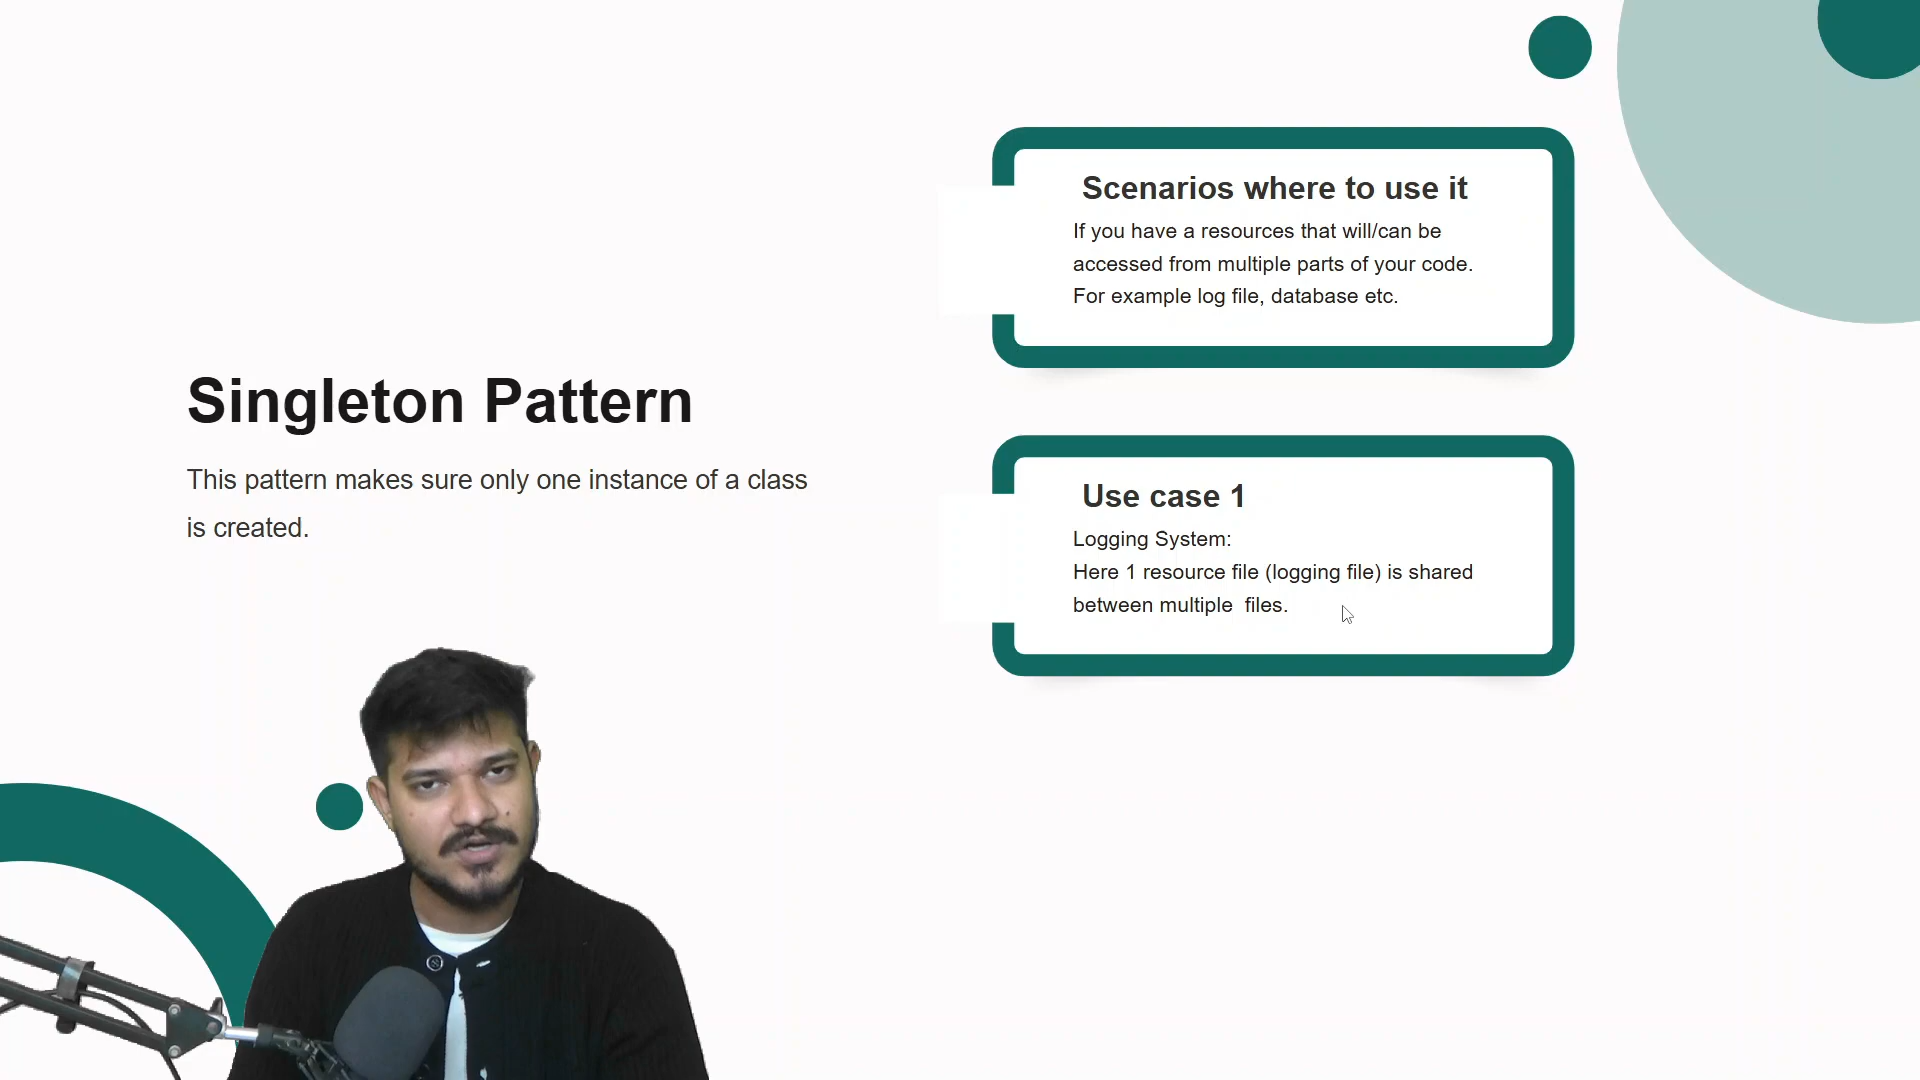 Singleton Pattern
This pattern makes sure only one instance of a class
is created.
Scenarios where to use it
If you have a resources that will/can be
accessed from multiple parts of your code.
For example log file, database etc.
Use case 1
Logging System:
Here 1 resource file (logging file) is shared
between multiple  files.